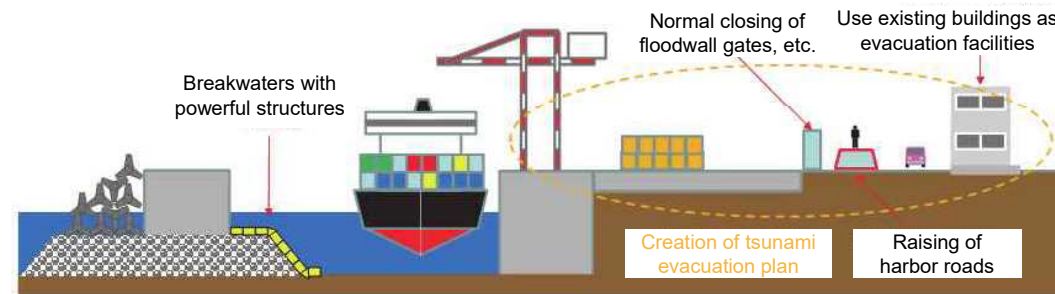 Breakwaters with
powerful structures
Normal closing of
floodwall gates, etc.
Use existing buildings as
evacuation facilities
Creation of tsunami
evacuation plan
Raising of
harbor roads